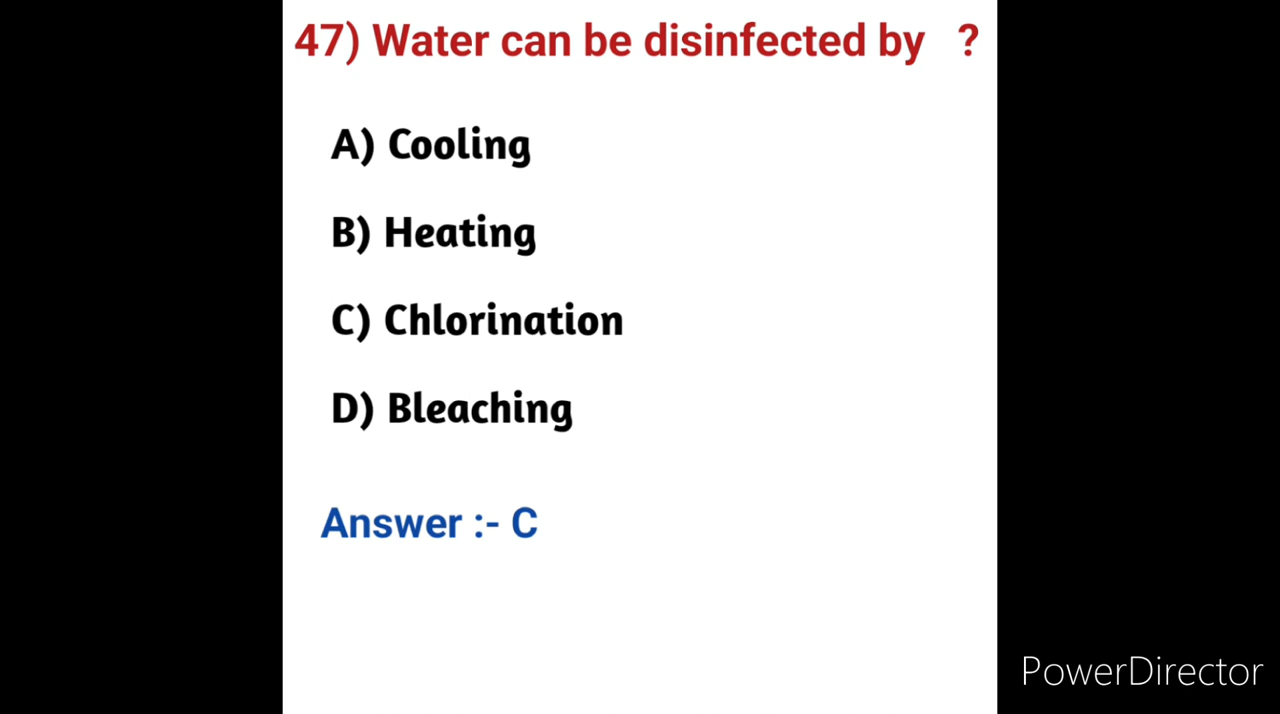 47) Water can be disinfected by ?
A) Cooling
B) Heating
C) Chlorination
D) Bleaching
Answer :- C
PowerDirector